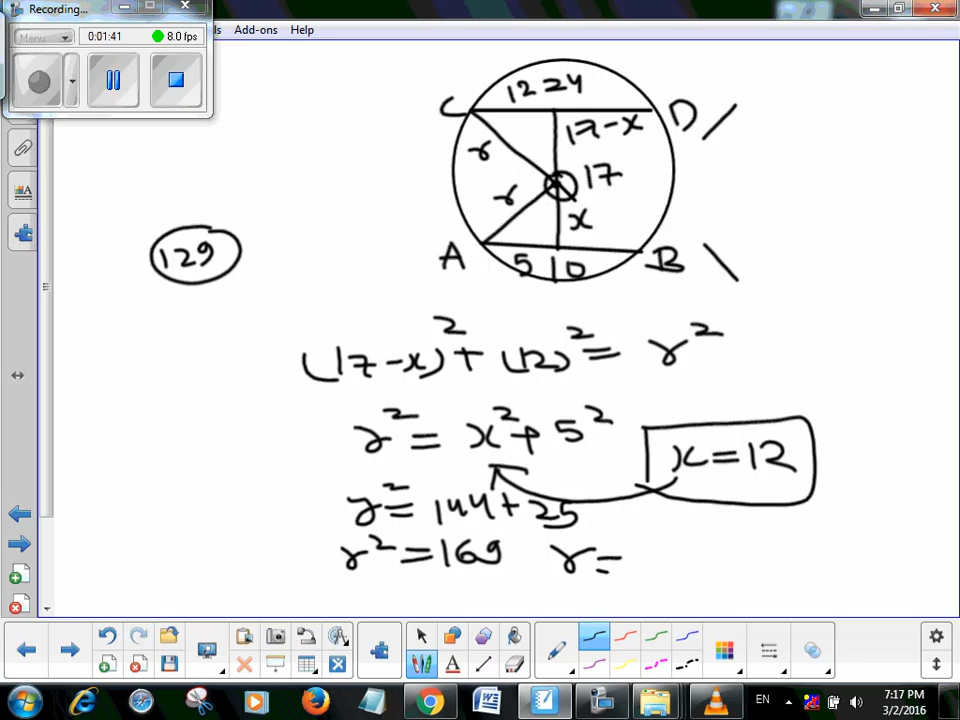 Recording...
Menu
0:01:41
8.0 fps
Add-ons Help
12 24
C
D /
17-x
r
17
r
x
129
A
B \
5 10
(17-x)² + (12)² = r²
r² = x² + 5²
x = 12
r² = 144 + 25
r² = 169 r =
A
W
EN
7:17 PM
3/2/2016